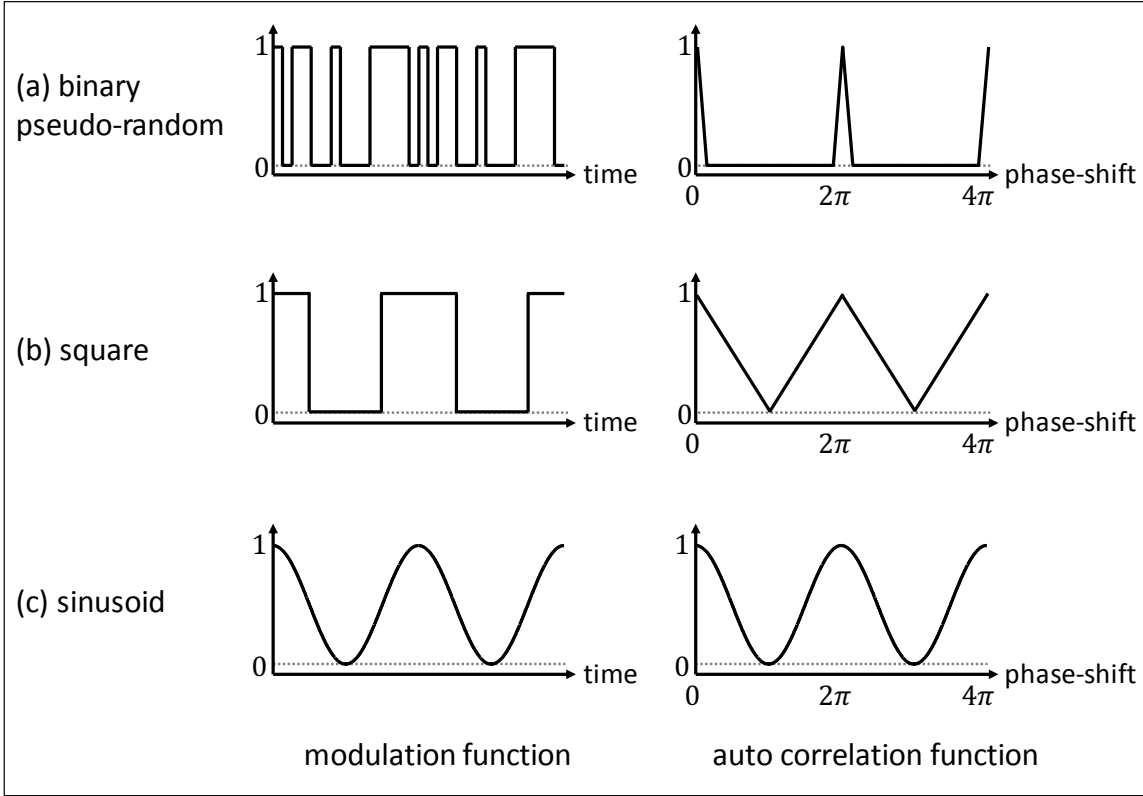 (a) binary
pseudo-random
1
0
time
1
0
0
2π
4π
phase-shift
(b) square
1
0
time
1
0
0
2π
4π
phase-shift
(c) sinusoid
1
0
time
1
0
0
2π
4π
phase-shift
modulation function
auto correlation function